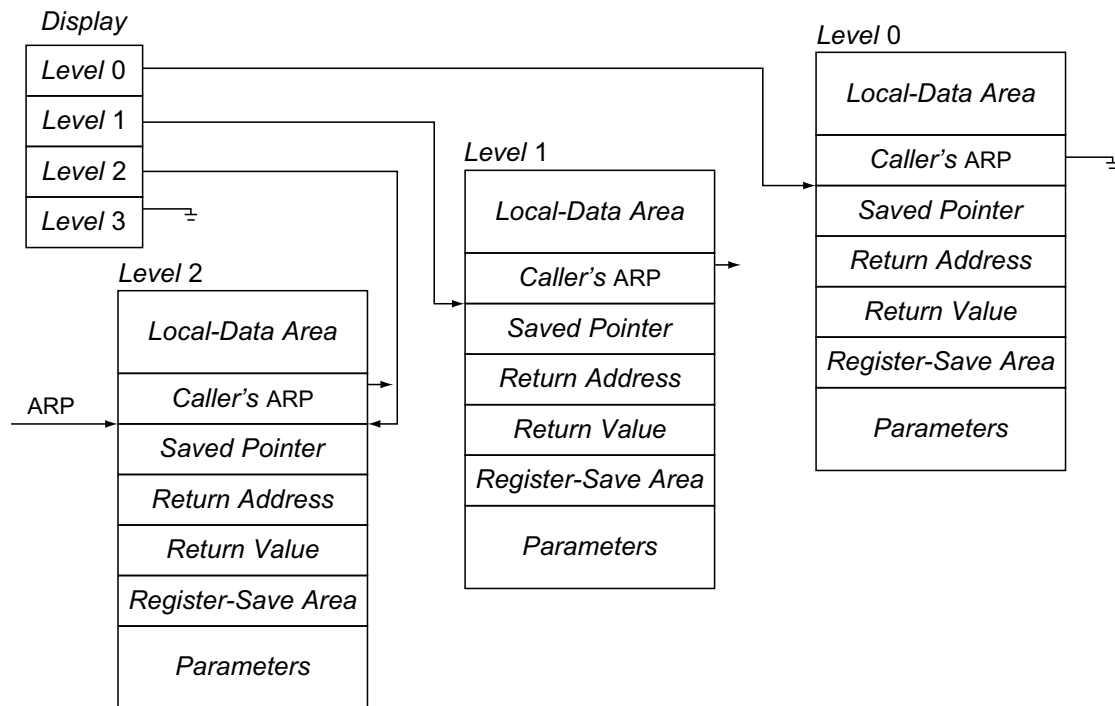 Display
Level 0
Level 1
Level 2
Level 3
Level 0
Local-Data Area
Caller's ARP
Saved Pointer
Return Address
Return Value
Register-Save Area
Parameters
Level 1
Local-Data Area
Caller's ARP
Saved Pointer
Return Address
Return Value
Register-Save Area
Parameters
Level 2
Local-Data Area
Caller's ARP
ARP
Saved Pointer
Return Address
Return Value
Register-Save Area
Parameters